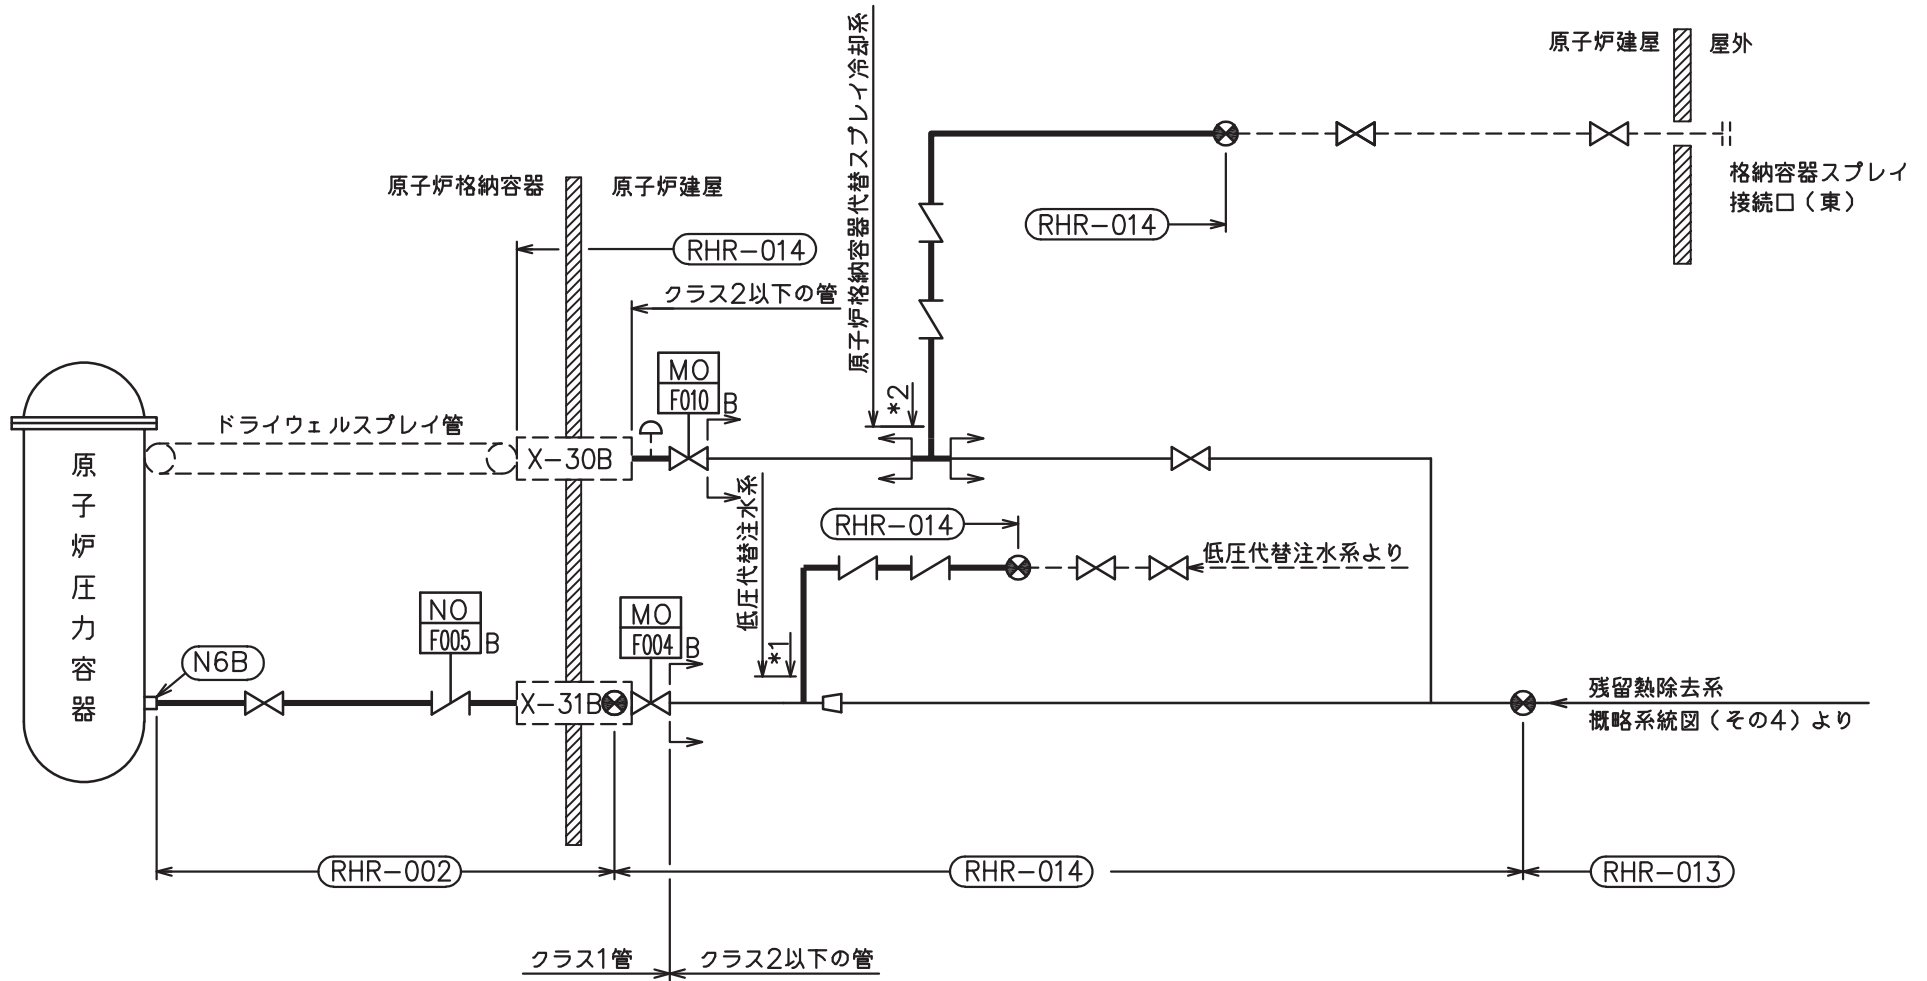 原子炉建屋
屋外
格納容器スプレイ
接続口（東）
原子炉格納容器代替スプレイ冷却系
原子炉格納容器
原子炉建屋
RHR-014
RHR-014
クラス2以下の管
MO
F010
B
*2
ドライウェルスプレイ管
X-30B
原子炉圧力容器
低圧代替注水系
RHR-014
低圧代替注水系より
NO
F005
B
MO
F004
B
*1
N6B
X-31B
残留熱除去系
概略系統図（その4）より
RHR-002
RHR-014
RHR-013
クラス1管
クラス2以下の管